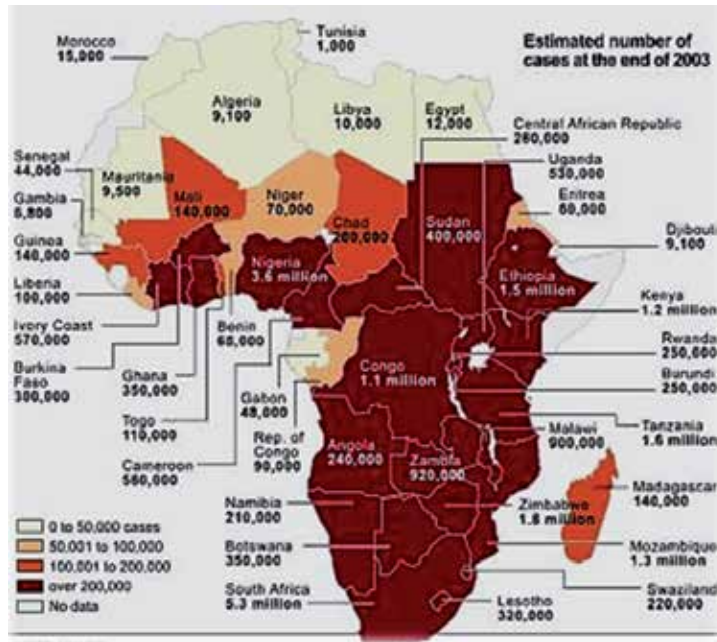 Estimated number of
cases at the end of 2003
Tunisia
1,000
Morocco
15,000
Algeria
9,100
Libya
10,000
Egypt
12,000
Central African Republic
260,000
Uganda
530,000
Senegal
44,000
Mauritania
9,500
Mali
140,000
Niger
70,000
Chad
200,000
Sudan
400,000
Eritrea
60,000
Gambia
Djibouti
9,100
Guinea
140,000
Nigeria
3.6 million
Ethiopia
1.5 million
Liberia
100,000
Kenya
1.2 million
Ivory Coast
570,000
Benin
68,000
Rwanda
250,000
Burkina
Faso
300,000
Ghana
350,000
Congo
1.1 million
Burundi
250,000
Gabon
48,000
Togo
110,000
Rep. of
Congo
90,000
Malawi
900,000
Tanzania
1.6 million
Cameroon
560,000
Angola
240,000
Zambia
920,000
Madagascar
140,000
Namibia
210,000
Zimbabwe
1.8 million
Botswana
350,000
Mozambique
1.3 million
South Africa
5.3 million
Lesotho
320,000
Swaziland
220,000
0 to 50,000 cases
50,001 to 100,000
100,001 to 200,000
over 200,000
No data